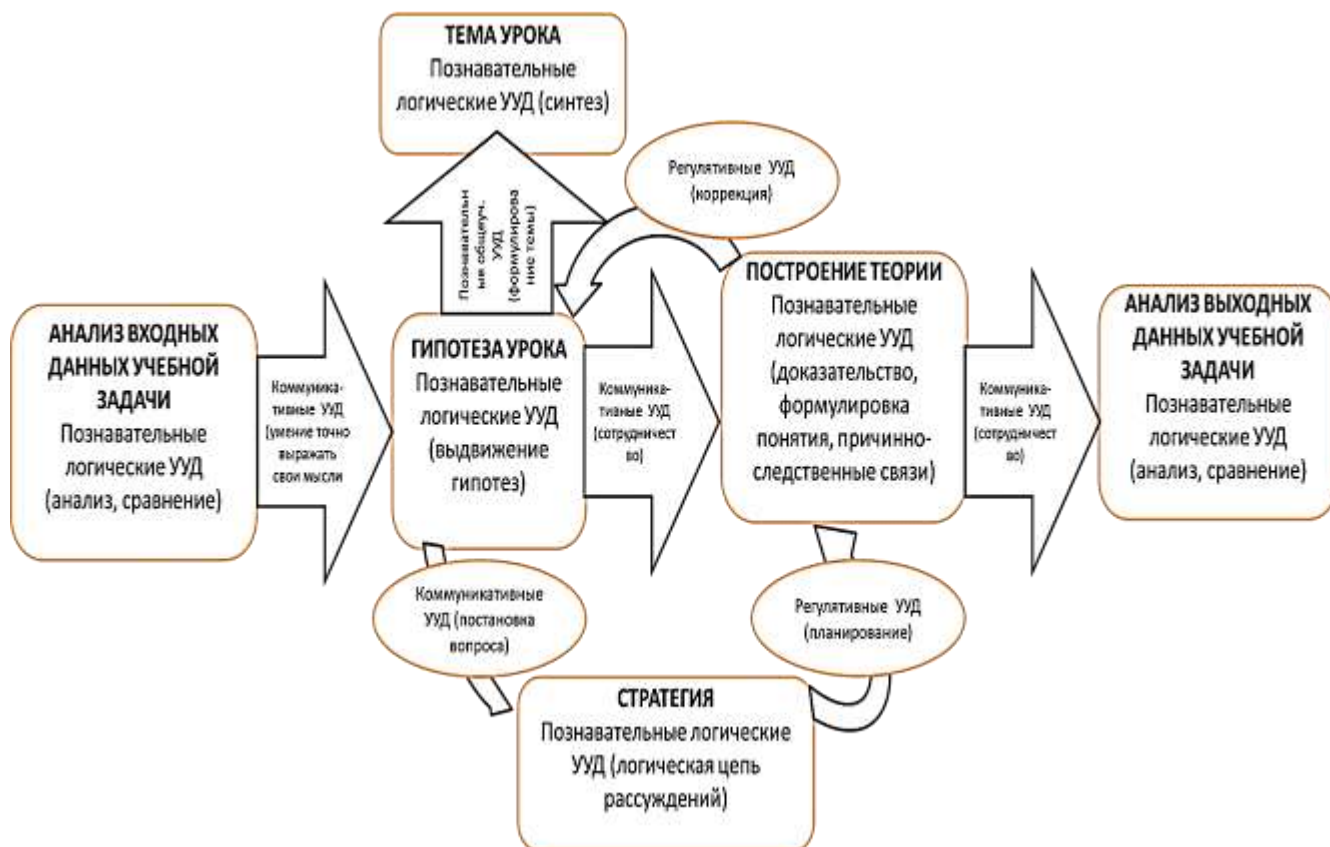 ТЕМА УРОКА
Познавательные
логические УУД (синтез)
Регулятивные УУД
(коррекция)
Познавательн
ые общеуч.
УУД
(формулирова
ние темы)
АНАЛИЗ ВХОДНЫХ
ДАННЫХ УЧЕБНОЙ
ЗАДАЧИ
Познавательные
логические УУД
(анализ, сравнение)
Коммуника-
тивные УУД
(умение точно
выражать
свои мысли
ГИПОТЕЗА УРОКА
Познавательные
логические УУД
(выдвижение
гипотез)
Коммуника-
тивные УУД
(сотрудничест
во)
ПОСТРОЕНИЕ ТЕОРИИ
Познавательные
логические УУД
(доказательство,
формулировка
понятия, причинно-
следственные связи)
Коммуника-
тивные УУД
(сотрудничест
во)
АНАЛИЗ ВЫХОДНЫХ
ДАННЫХ УЧЕБНОЙ
ЗАДАЧИ
Познавательные
логические УУД
(анализ, сравнение)
Коммуникативные
УУД (постановка
вопроса)
Регулятивные УУД
(планирование)
СТРАТЕГИЯ
Познавательные логические
УУД (логическая цепь
рассуждений)